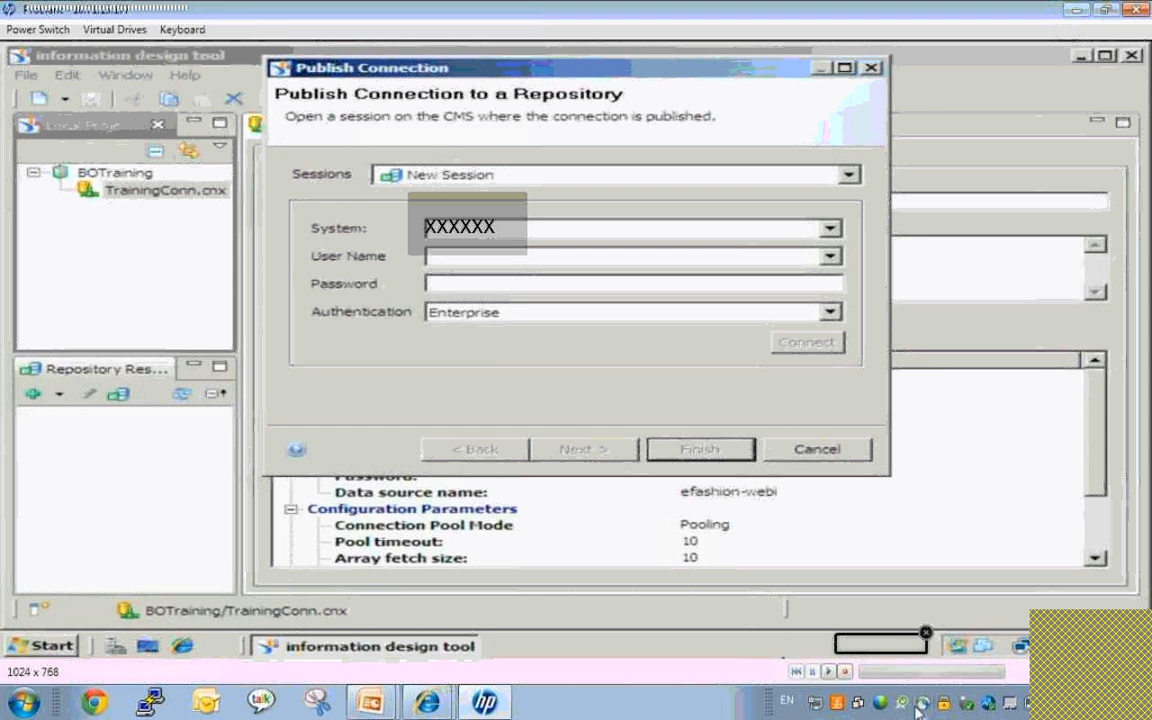 Power Switch Virtual Drives Keyboard
information design tool
File Edit Window Help
Publish Connection
Publish Connection to a Repository
Open a session on the CMS where the connection is published.
BOTraining
TrainingConn.cnx
Sessions New Session
System: XXXXXX
User Name
Password
Authentication Enterprise
Connect
Repository Res...
< Back Next > Finish Cancel
Password:
Data source name: efashion-webi
Configuration Parameters
Connection Pool Mode Pooling
Pool timeout: 10
Array fetch size: 10
BOTraining/TrainingConn.cnx
Start information design tool
1024 x 768
talk
EN